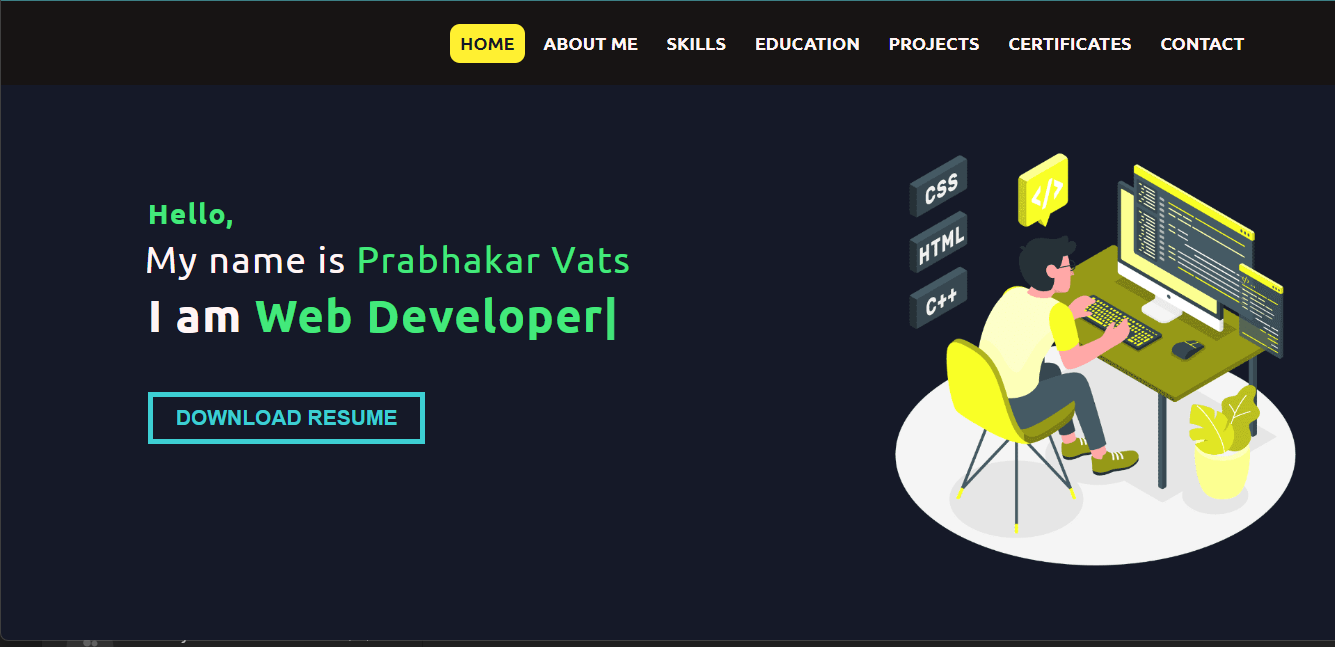 HOME ABOUT ME SKILLS EDUCATION PROJECTS CERTIFICATES CONTACT
Hello,
My name is Prabhakar Vats
I am Web Developer|
DOWNLOAD RESUME
CSS
</>
HTML
C++